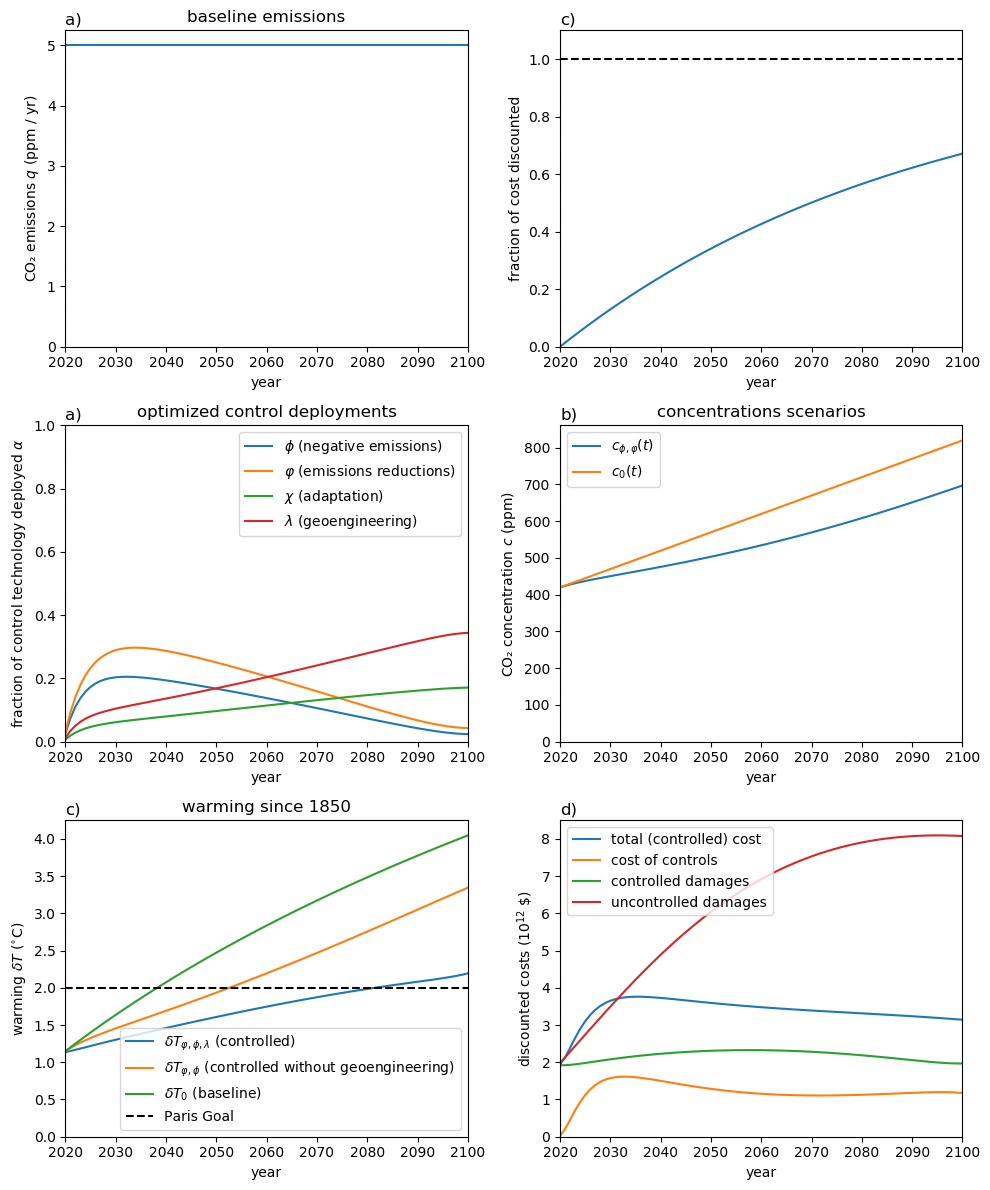 a)
baseline emissions
CO₂ emissions q (ppm / yr)
5
4
3
2
1
0
2020 2030 2040 2050 2060 2070 2080 2090 2100
year
c)
fraction of cost discounted
1.0
0.8
0.6
0.4
0.2
0.0
2020 2030 2040 2050 2060 2070 2080 2090 2100
year
a)
optimized control deployments
fraction of control technology deployed α
1.0
0.8
0.6
0.4
0.2
0.0
ϕ (negative emissions)
φ (emissions reductions)
χ (adaptation)
λ (geoengineering)
2020 2030 2040 2050 2060 2070 2080 2090 2100
year
b)
concentrations scenarios
CO₂ concentration c (ppm)
800
700
600
500
400
300
200
100
0
c_{ϕ,φ}(t)
c₀(t)
2020 2030 2040 2050 2060 2070 2080 2090 2100
year
c)
warming since 1850
warming δT (°C)
4.0
3.5
3.0
2.5
2.0
1.5
1.0
0.5
0.0
δT_{φ,ϕ,λ} (controlled)
δT_{φ,ϕ} (controlled without geoengineering)
δT₀ (baseline)
Paris Goal
2020 2030 2040 2050 2060 2070 2080 2090 2100
year
d)
discounted costs (10¹² $)
8
7
6
5
4
3
2
1
0
total (controlled) cost
cost of controls
controlled damages
uncontrolled damages
2020 2030 2040 2050 2060 2070 2080 2090 2100
year